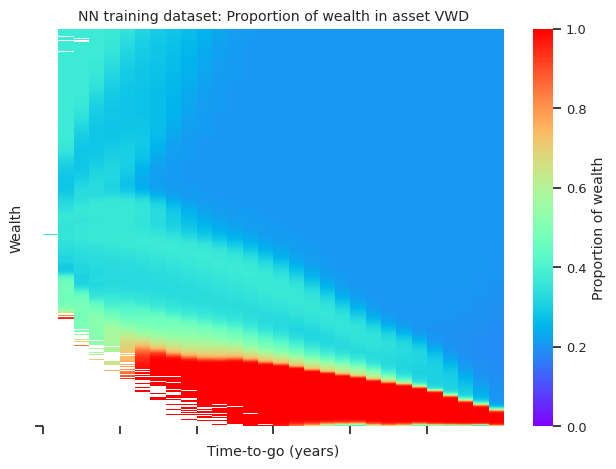 NN training dataset: Proportion of wealth in asset VWD
Wealth
Time-to-go (years)
1.0
0.8
0.6
0.4
0.2
0.0
Proportion of wealth